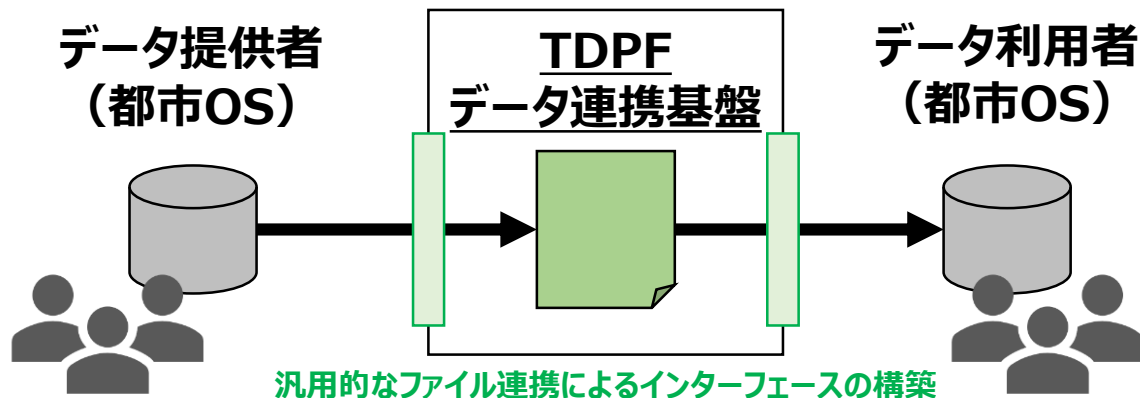 データ提供者
（都市OS）
TDPF
データ連携基盤
データ利用者
（都市OS）
汎用的なファイル連携によるインターフェースの構築